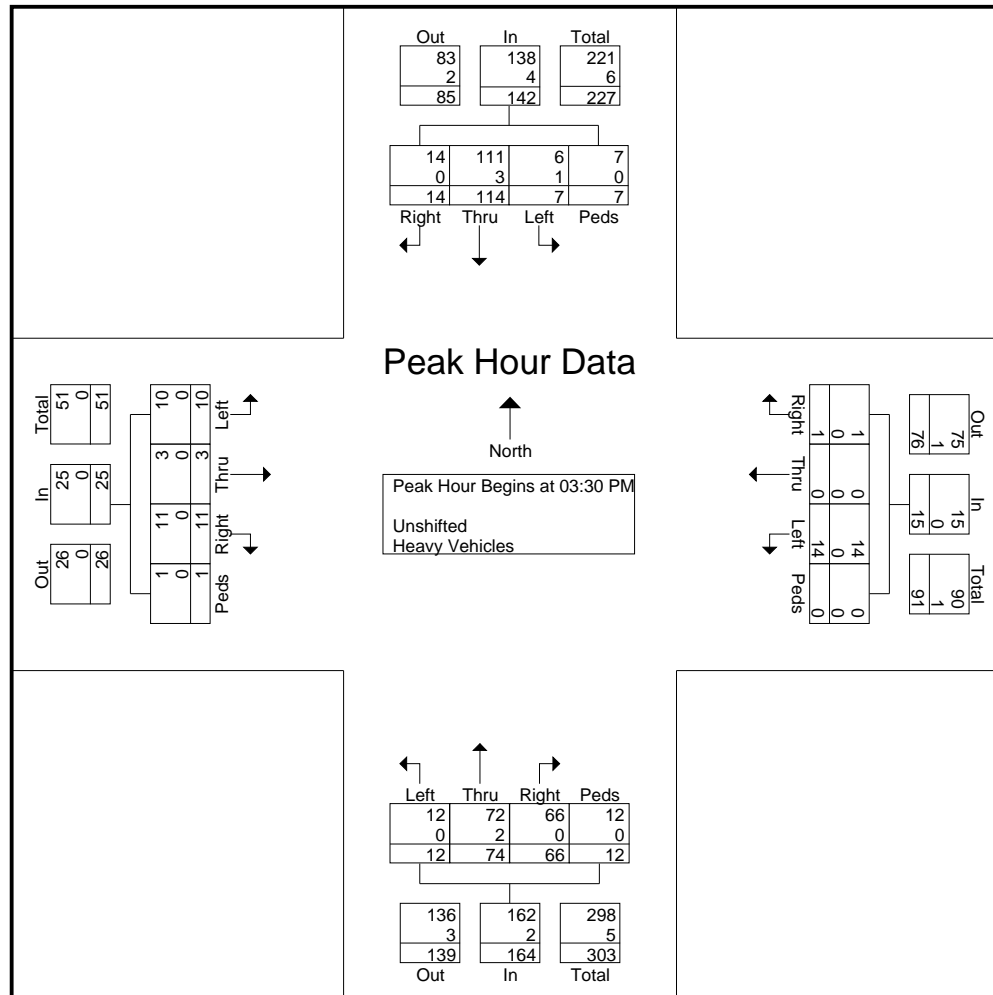 Out In Total
83 138 221
2 4 6
85 142 227
14 111 6 7
0 3 1 0
14 114 7 7
Right Thru Left Peds
Peak Hour Data
North
Peak Hour Begins at 03:30 PM
Unshifted
Heavy Vehicles
Total
51
0
51
In
25
0
25
Out
26
0
26
Left
10
0
10
Thru
3
0
3
Right
11
0
11
Peds
1
0
1
Right
1
0
1
Thru
0
0
0
Left
14
0
14
Peds
0
0
0
Out
75
1
76
In
15
0
15
Total
90
1
91
Left Thru Right Peds
12 72 66 12
0 2 0 0
12 74 66 12
136 162 298
3 2 5
139 164 303
Out In Total